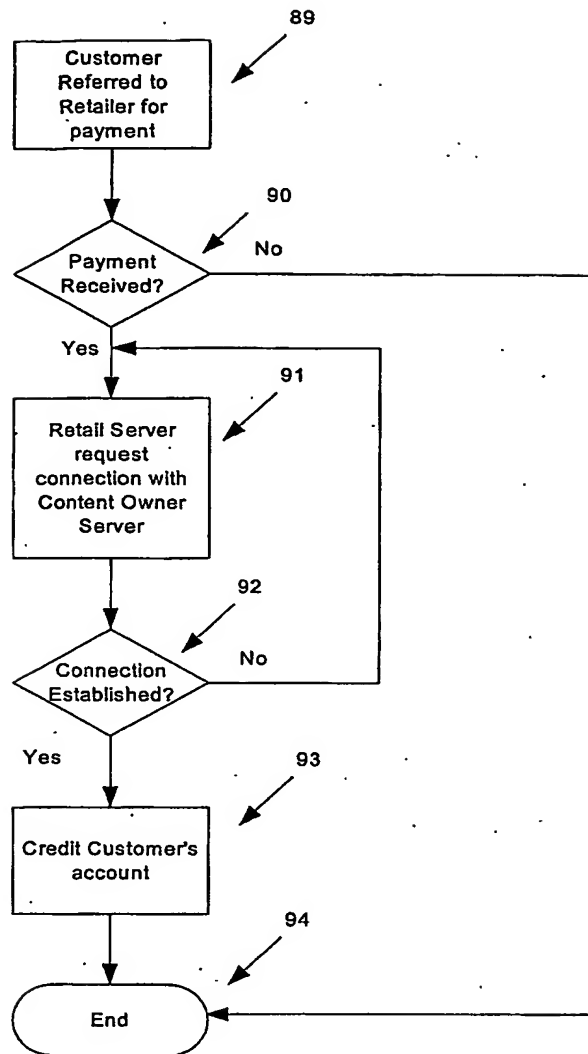 89
Customer
Referred to
Retailer for
payment
90
No
Payment
Received?
Yes
91
Retail Server
request
connection with
Content Owner
Server
92
No
Connection
Established?
Yes
93
Credit Customer's
account
94
End